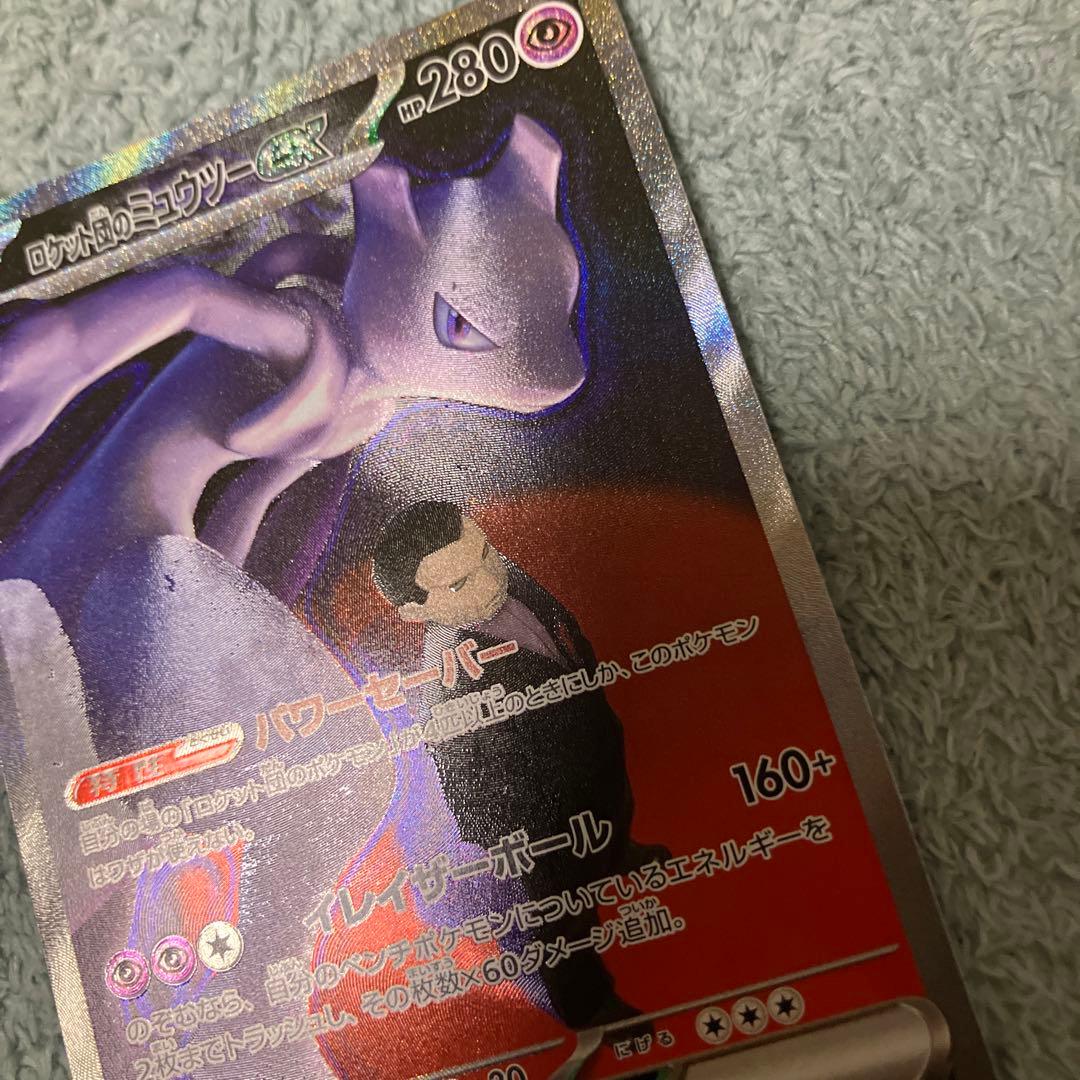 ロケット団のミュウツーex
HP280
特性 パワーセーバー
自分の場の「ロケット団のポケモン」が4匹以上のときにしか、このポケモン
はワザが使えない。
イレイザーボール 160+
自分のベンチポケモンについているエネルギーを
2枚までトラッシュし、その枚数×60ダメージ追加。
のぞむなら、
にげる
30